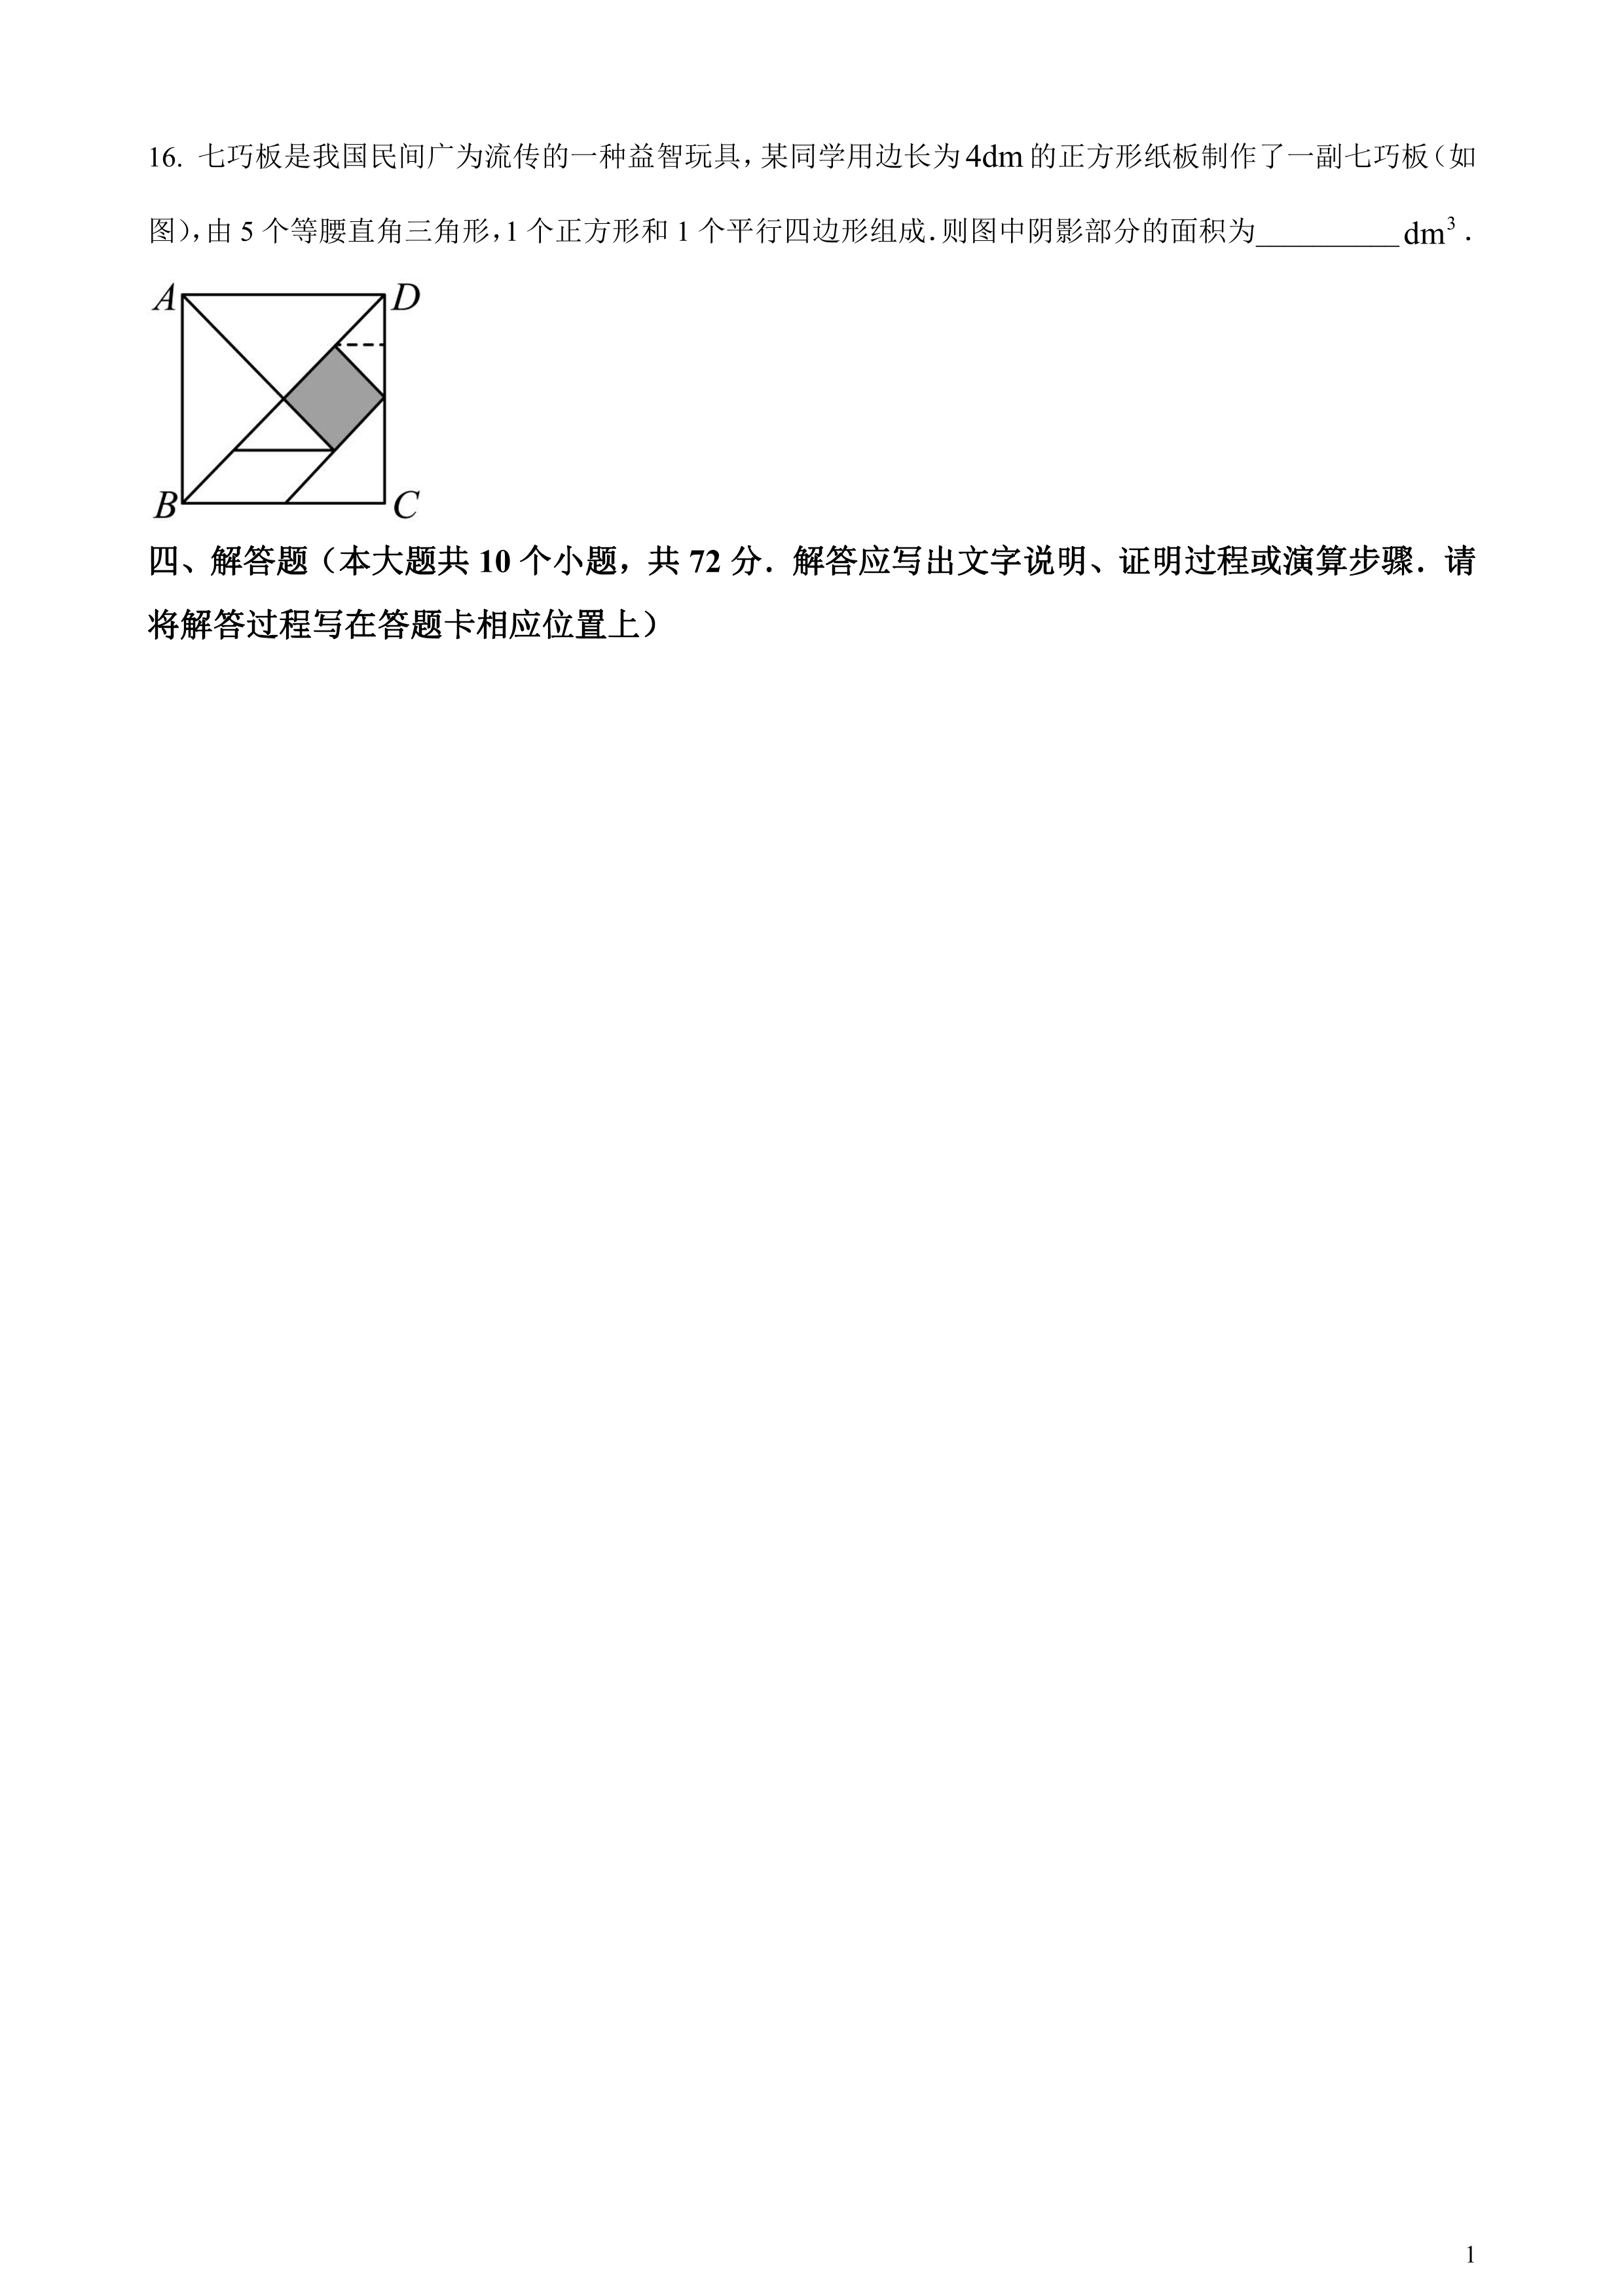 16. 七巧板是我国民间广为流传的一种益智玩具，某同学用边长为4dm的正方形纸板制作了一副七巧板（如
图），由 5 个等腰直角三角形，1 个正方形和 1 个平行四边形组成．则图中阴影部分的面积为__________dm³．
A D
B C
四、解答题（本大题共 10 个小题，共 72 分．解答应写出文字说明、证明过程或演算步骤．请
将解答过程写在答题卡相应位置上）
1